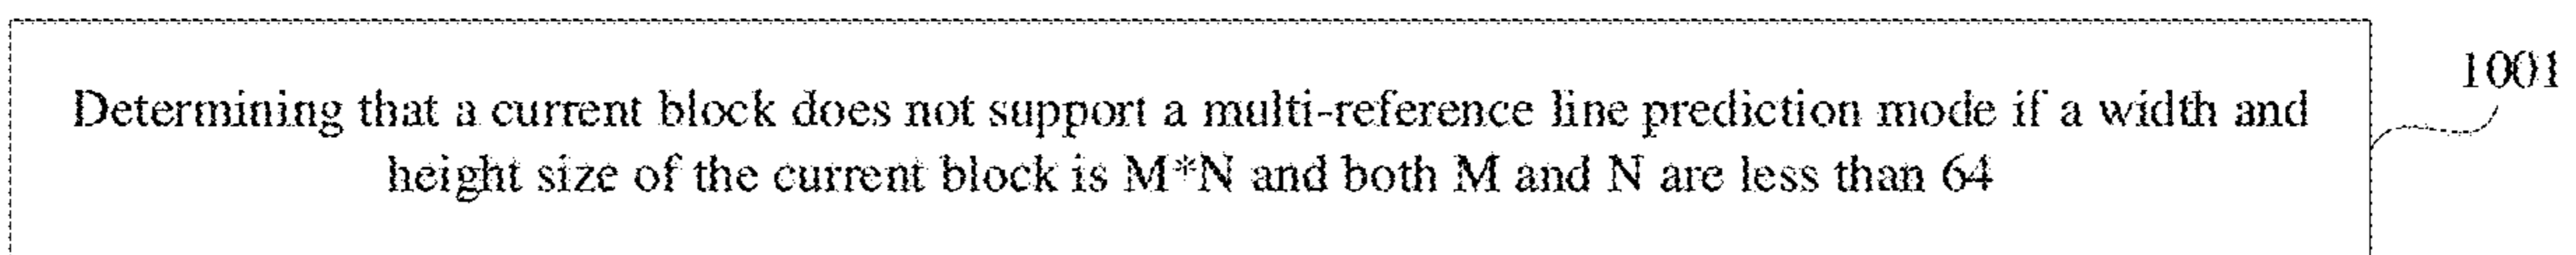 Determining that a current block does not support a multi-reference line prediction mode if a width and
height size of the current block is M*N and both M and N are less than 64
1001